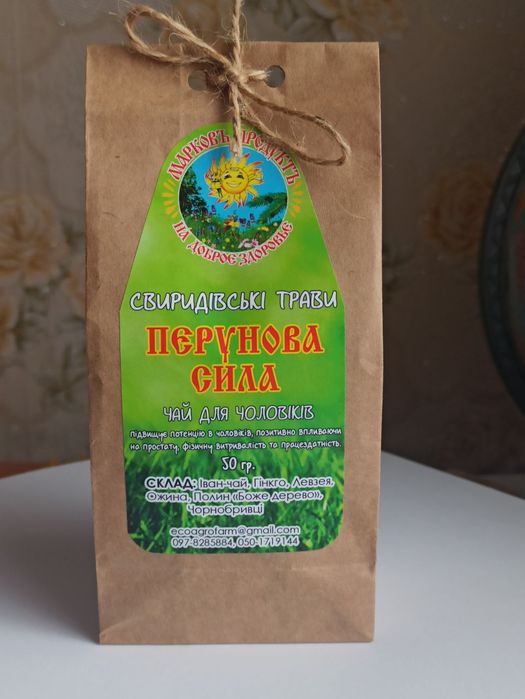 МАРКОВЪ ПРОДУКТЪ
НА ДОБРОЕ ЗДОРОВЬЕ
СВИРИДІВСЬКІ ТРАВИ
ПЕРУНОВА
СИЛА
ЧАЙ ДЛЯ ЧОЛОВІКІВ
ПІДВИЩУЄ ПОТЕНЦІЮ В ЧОЛОВІКІВ, ПОЗИТИВНО ВПЛИВАЮЧИ
НА ПРОСТАТУ, ФІЗИЧНУ ВИТРИВАЛІСТЬ ТА ПРАЦЕЗДАТНІСТЬ.
50 гр.
СКЛАД: Іван-чай, Гінкго, Левзея,
Ожина, Полин «Боже дерево»,
Чорнобривці
ecoagrofarm@gmail.com
097-8285884, 050-1719144